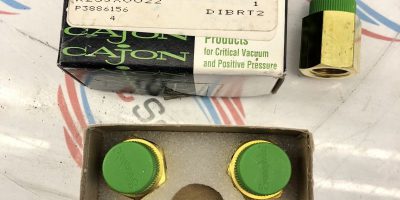 P3886156
1
4
DIBRT2
CAJON
CAJON
Products
for Critical Vacuum
and Positive Pressure